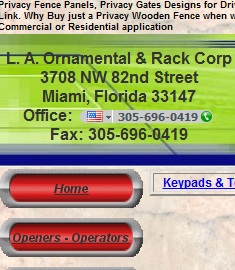 Privacy Fence Panels, Privacy Gates Designs for Dri
Link. Why Buy just a Privacy Wooden Fence when w
Commercial or Residential application
L. A. Ornamental & Rack Corp
3708 NW 82nd Street
Miami, Florida 33147
Office: 305-696-0419
Fax: 305-696-0419
Home
Keypads & T
Openers - Operators